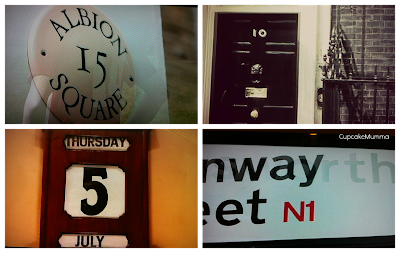 ALBION
15
SQUARE
10
THURSDAY
5
JULY
CupcakeMumma
nway
eet N1